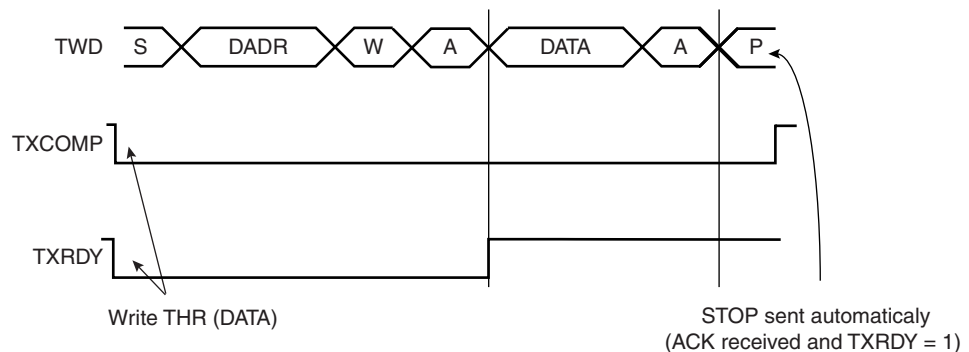 TWD S DADR W A DATA A P
TXCOMP
TXRDY
Write THR (DATA)
STOP sent automaticaly
(ACK received and TXRDY = 1)